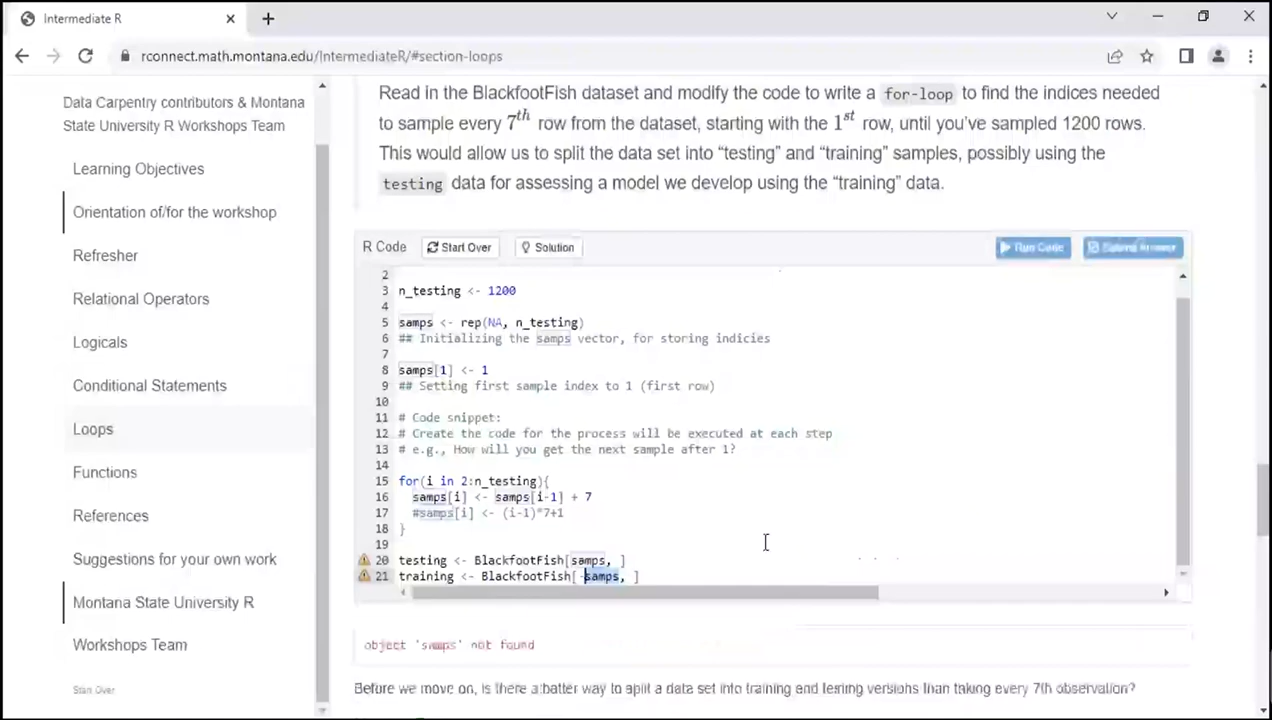 Intermediate R
rconnect.math.montana.edu/IntermediateR/#section-loops
Data Carpentry contributors & Montana
State University R Workshops Team
Learning Objectives
Orientation of/for the workshop
Refresher
Relational Operators
Logicals
Conditional Statements
Loops
Functions
References
Suggestions for your own work
Montana State University R
Workshops Team
Start Over
Read in the BlackfootFish dataset and modify the code to write a for-loop to find the indices needed
to sample every 7th row from the dataset, starting with the 1st row, until you've sampled 1200 rows.
This would allow us to split the data set into “testing” and “training” samples, possibly using the
testing data for assessing a model we develop using the “training” data.
R Code Start Over Solution Run Code Submit Answer
2
3 n_testing <- 1200
4
5 samps <- rep(NA, n_testing)
6 ## Initializing the samps vector, for storing indicies
7
8 samps[1] <- 1
9 ## Setting first sample index to 1 (first row)
10
11 # Code snippet:
12 # Create the code for the process will be executed at each step
13 # e.g., How will you get the next sample after 1?
14
15 for(i in 2:n_testing){
16 samps[i] <- samps[i-1] + 7
17 #samps[i] <- (i-1)*7+1
18 }
19
20 testing <- BlackfootFish[samps, ]
21 training <- BlackfootFish[-samps, ]
object 'samps' not found
Before we move on, is there a batter way to split a data set into training and testing versions than taking every 7th observation?